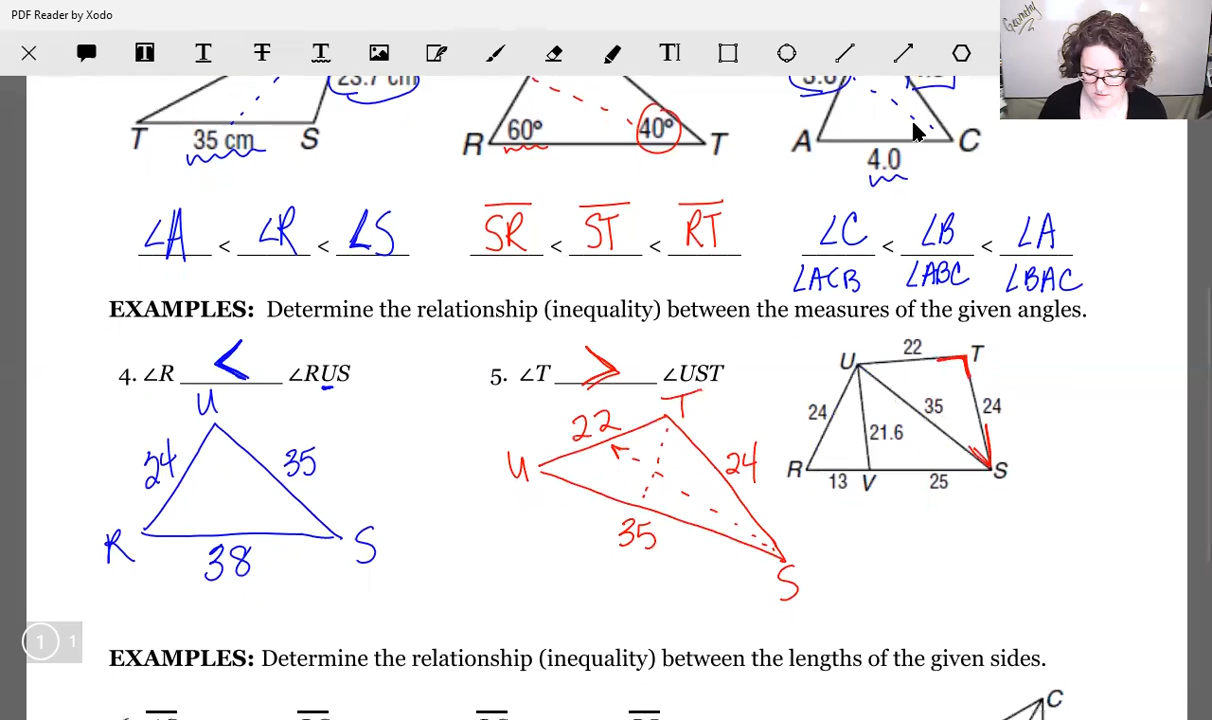 PDF Reader by Xodo
Geometry
T
35 cm
S
23.7 cm
R
60°
40°
T
A
4.0
C
∠A < ∠R < ∠S
SR < ST < RT
∠C < ∠B < ∠A
∠ACB ∠ABC ∠BAC
EXAMPLES: Determine the relationship (inequality) between the measures of the given angles.
4. ∠R < ∠RUS
U
24
35
R
38
S
5. ∠T > ∠UST
T
22
U
24
35
S
U
22
T
24
35
24
21.6
R
13
V
25
S
1
1
EXAMPLES: Determine the relationship (inequality) between the lengths of the given sides.
C